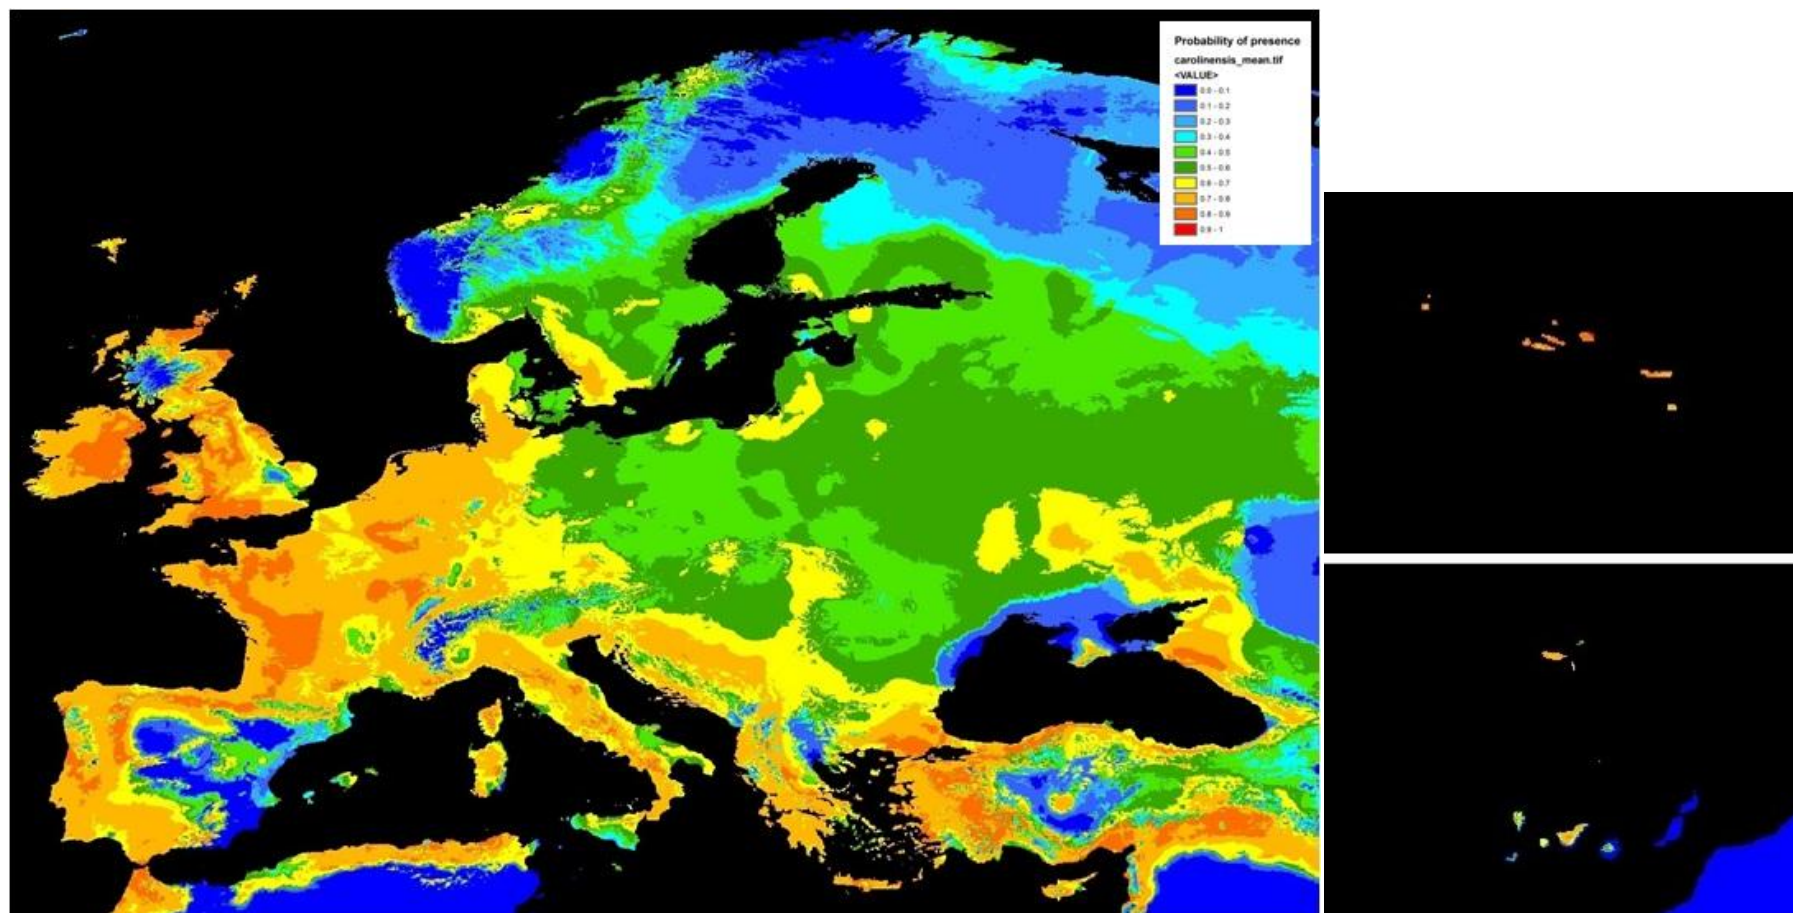 Probability of presence
carolinensis_mean.tif
<VALUE>
0.0 - 0.1
0.1 - 0.2
0.2 - 0.3
0.3 - 0.4
0.4 - 0.5
0.5 - 0.6
0.6 - 0.7
0.7 - 0.8
0.8 - 0.9
0.9 - 1